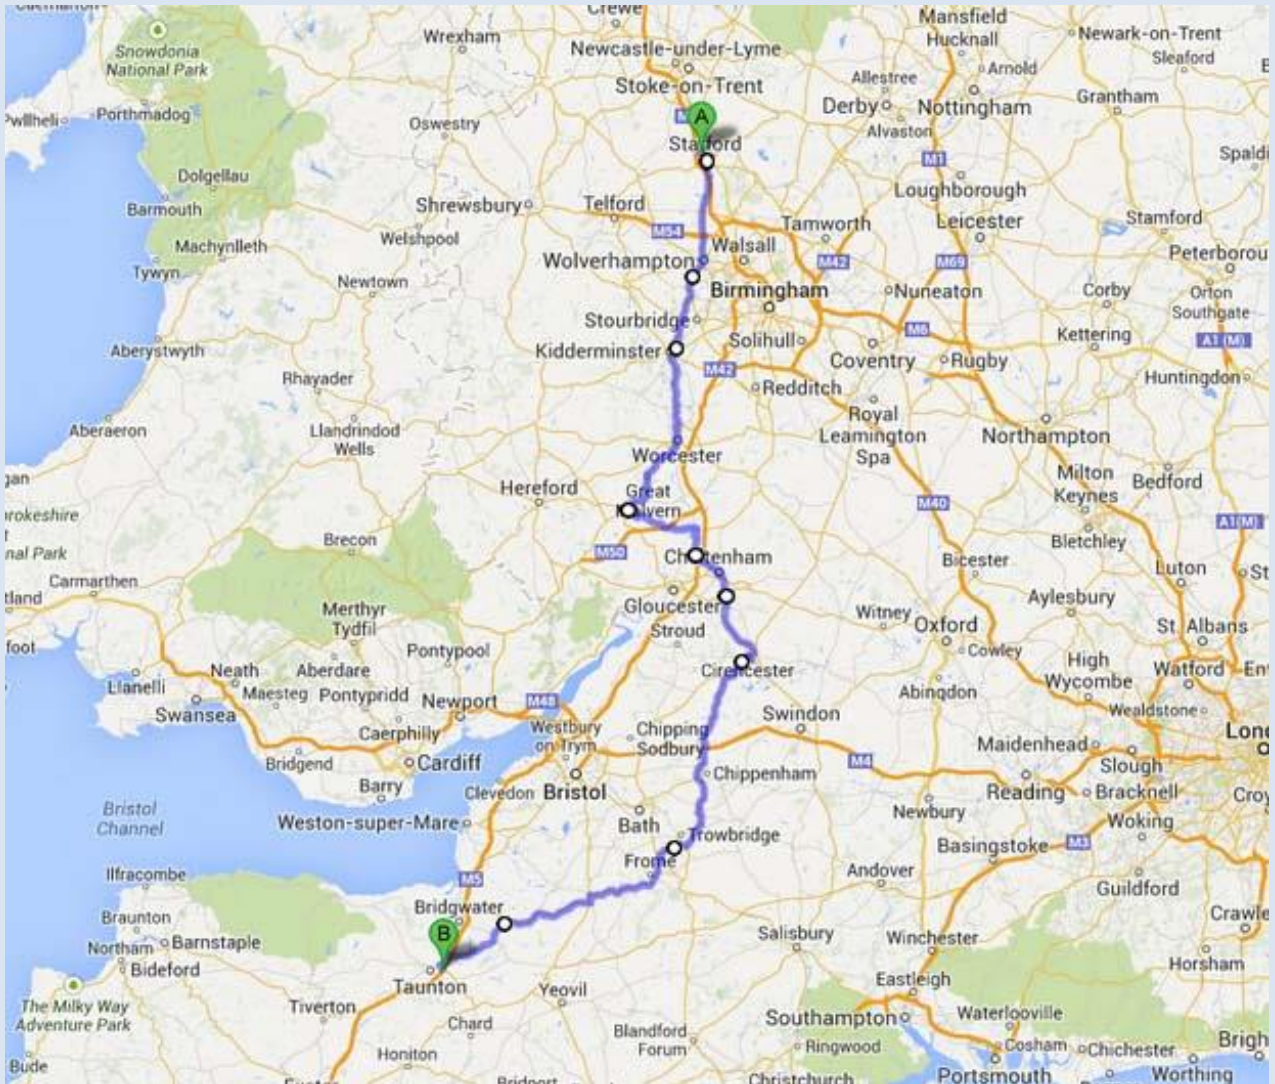 Caernarfon
Crewe
Mansfield
Snowdonia
National Park
Wrexham
Newcastle-under-Lyme
Hucknall
Newark-on-Trent
Sleaford
Stoke-on-Trent
Allestree
Arnold
Pwllheli
Porthmadog
Derby
Nottingham
Grantham
A
Oswestry
Alvaston
Stafford
M1
Dolgellau
Loughborough
Shrewsbury
Telford
Barmouth
Tamworth
Leicester
Stamford
M54
Welshpool
Walsall
Machynlleth
Wolverhampton
M42
M69
Tywyn
Newtown
Birmingham
Nuneaton
Corby
Orton
Southgate
Stourbridge
M6
Kettering
A1 (M)
Aberystwyth
Kidderminster
Solihull
Coventry
Rugby
Rhayader
M42
Redditch
Huntingdon
Aberaeron
Llandrindod
Wells
Royal
Leamington
Spa
Northampton
Worcester
Milton
Keynes
Bedford
Hereford
Great
Malvern
M40
A1(M)
Brecon
M50
Cheltenham
Bletchley
Bicester
Luton
Carmarthen
Merthyr
Tydfil
Gloucester
Witney
Aylesbury
Stroud
Oxford
St. Albans
Pontypool
Cowley
Neath
Aberdare
Cirencester
High
Wycombe
Watford
Llanelli
Maesteg
Pontypridd
Newport
M48
Abingdon
Wealdstone
Swansea
Caerphilly
Westbury
on Trym
Chipping
Sodbury
Swindon
Bridgend
Cardiff
M4
Maidenhead
Slough
Barry
Clevedon
Bristol
Chippenham
Reading
Bracknell
Bristol
Channel
Weston-super-Mare
Bath
Newbury
Woking
Trowbridge
Basingstoke
M3
Frome
Ilfracombe
M5
Andover
Guildford
Braunton
Bridgwater
Northam
Barnstaple
B
Salisbury
Winchester
Bideford
Horsham
Taunton
Yeovil
Eastleigh
The Milky Way
Adventure Park
Tiverton
Chard
Southampton
Waterlooville
Blandford
Forum
Ringwood
Cosham
Chichester
Honiton
Bude
Portsmouth
Worthing